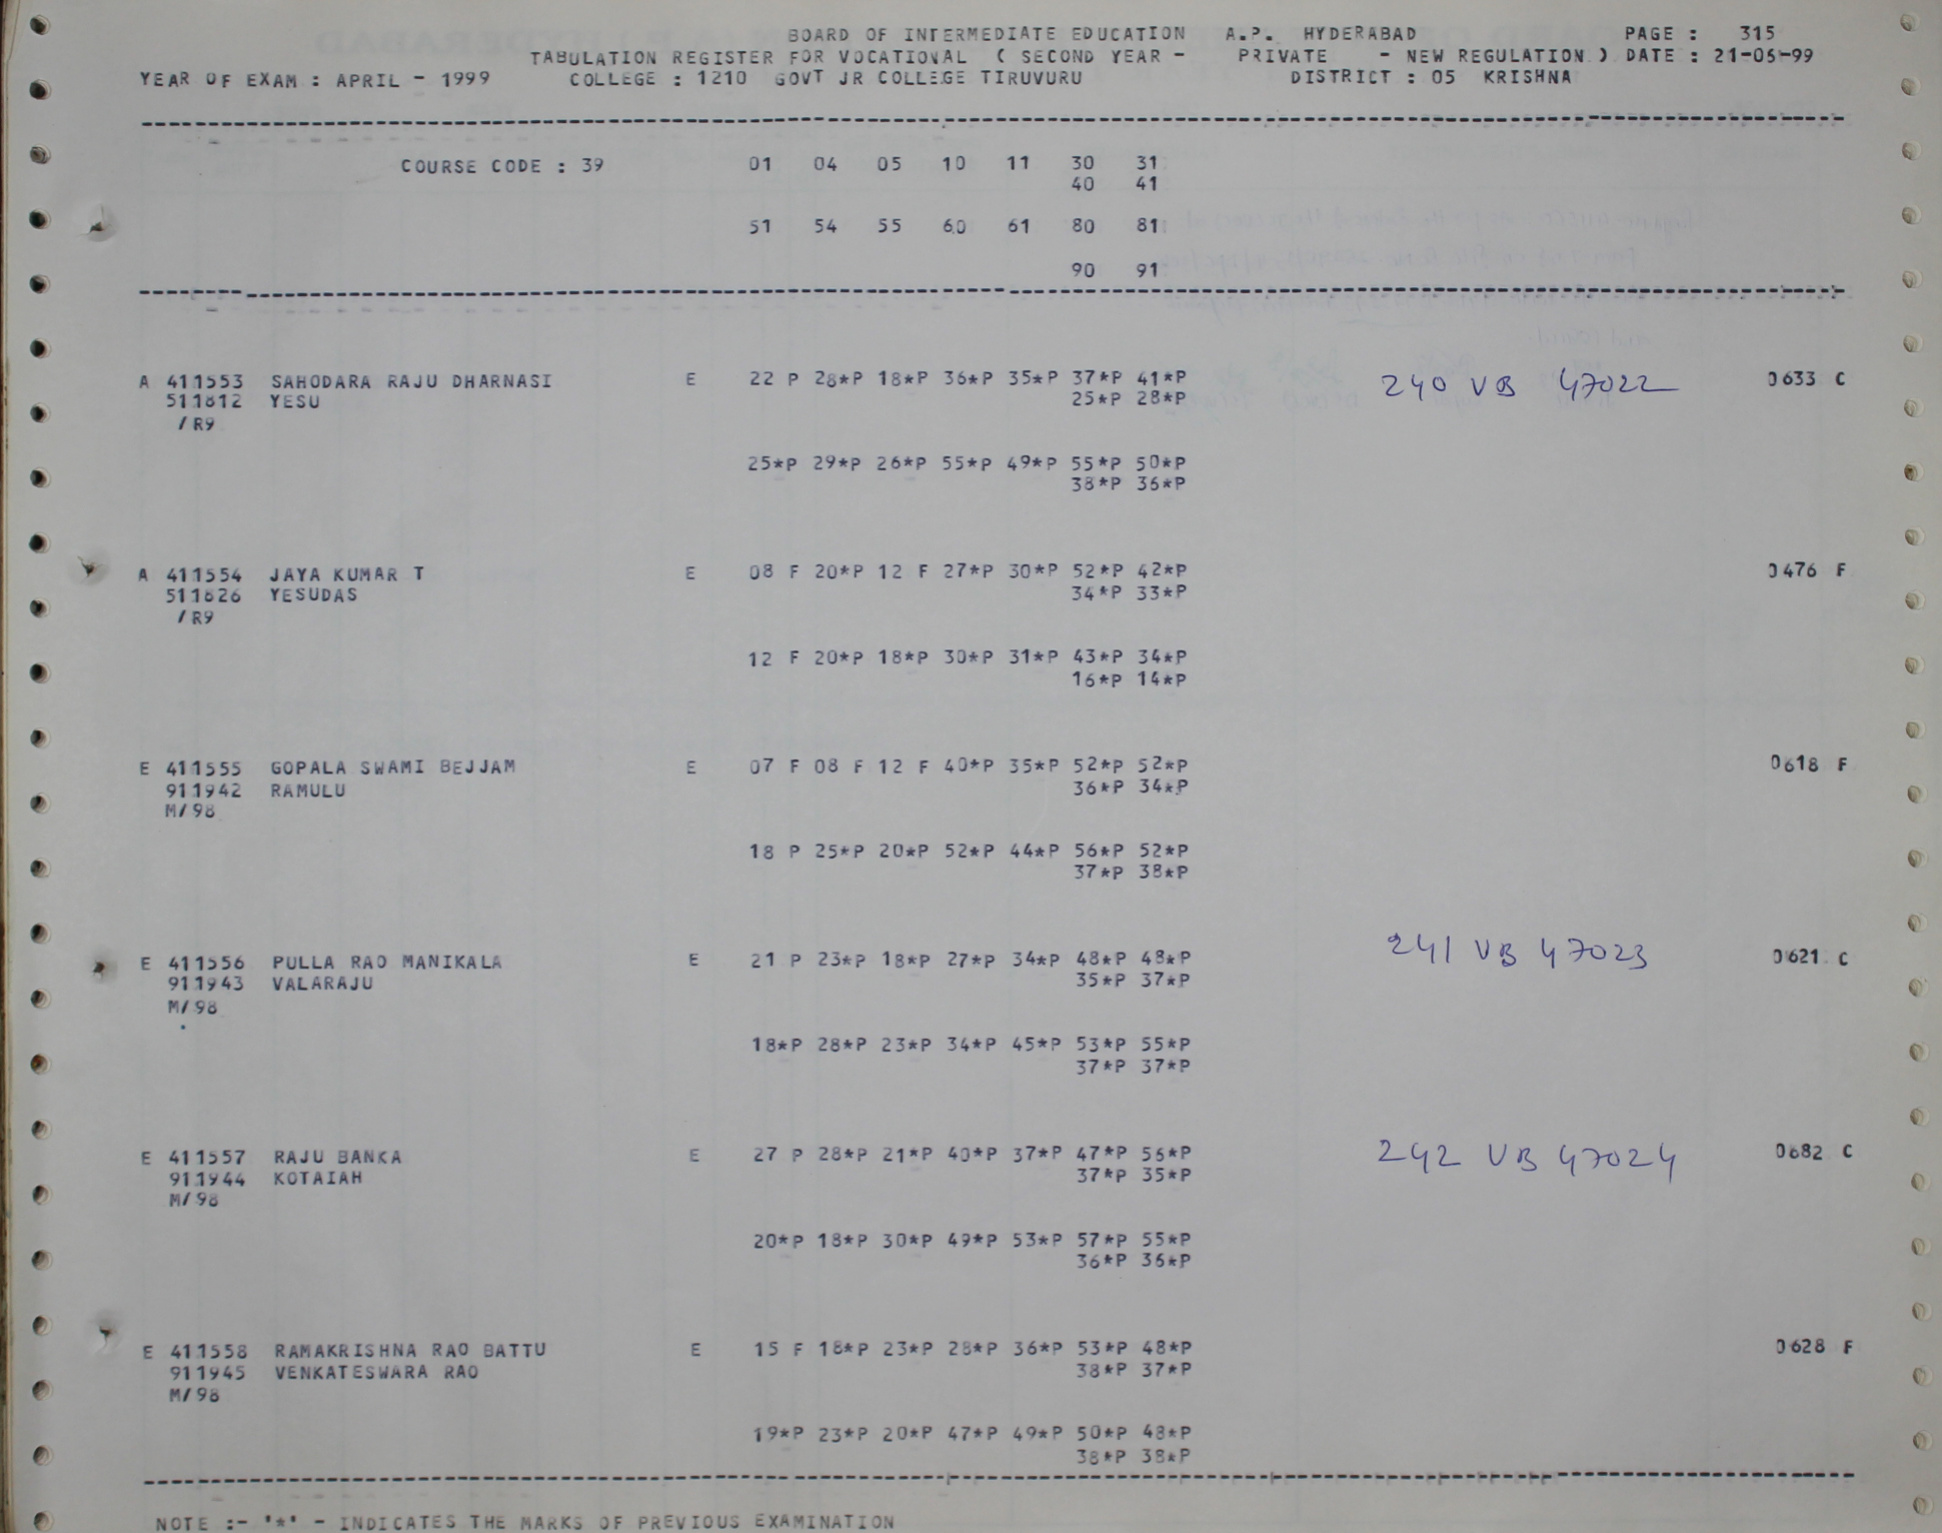 BOARD OF INTERMEDIATE EDUCATION A.P. HYDERABAD PAGE : 315
TABULATION REGISTER FOR VOCATIONAL ( SECOND YEAR - PRIVATE - NEW REGULATION ) DATE : 21-06-99
YEAR OF EXAM : APRIL - 1999 COLLEGE : 1210 GOVT JR COLLEGE TIRUVURU DISTRICT : 05 KRISHNA
COURSE CODE : 39 01 04 05 10 11 30 31
40 41
51 54 55 60 61 80 81
90 91
A 411553 SAHODARA RAJU DHARNASI E 22 P 28*P 18*P 36*P 35*P 37*P 41*P 240 VB 47022 0633 C
511812 YESU 25*P 28*P
/R9
25*P 29*P 26*P 55*P 49*P 55*P 50*P
38*P 36*P
A 411554 JAYA KUMAR T E 08 F 20*P 12 F 27*P 30*P 52*P 42*P 0476 F
511826 YESUDAS 34*P 33*P
/R9
12 F 20*P 18*P 30*P 31*P 43*P 34*P
16*P 14*P
E 411555 GOPALA SWAMI BEJJAM E 07 F 08 F 12 F 40*P 35*P 52*P 52*P 0618 F
911942 RAMULU 36*P 34*P
M/98
18 P 25*P 20*P 52*P 44*P 56*P 52*P
37*P 38*P
E 411556 PULLA RAO MANIKALA E 21 P 23*P 18*P 27*P 34*P 48*P 48*P 241 VB 47023 0621 C
911943 VALARAJU 35*P 37*P
M/98
18*P 28*P 23*P 34*P 45*P 53*P 55*P
37*P 37*P
E 411557 RAJU BANKA E 27 P 28*P 21*P 40*P 37*P 47*P 56*P 242 VB 47024 0682 C
911944 KOTAIAH 37*P 35*P
M/98
20*P 18*P 30*P 49*P 53*P 57*P 55*P
36*P 36*P
E 411558 RAMAKRISHNA RAO BATTU E 15 F 18*P 23*P 28*P 36*P 53*P 48*P 0628 F
911945 VENKATESWARA RAO 38*P 37*P
M/98
19*P 23*P 20*P 47*P 49*P 50*P 48*P
38*P 38*P
NOTE :- '*' - INDICATES THE MARKS OF PREVIOUS EXAMINATION